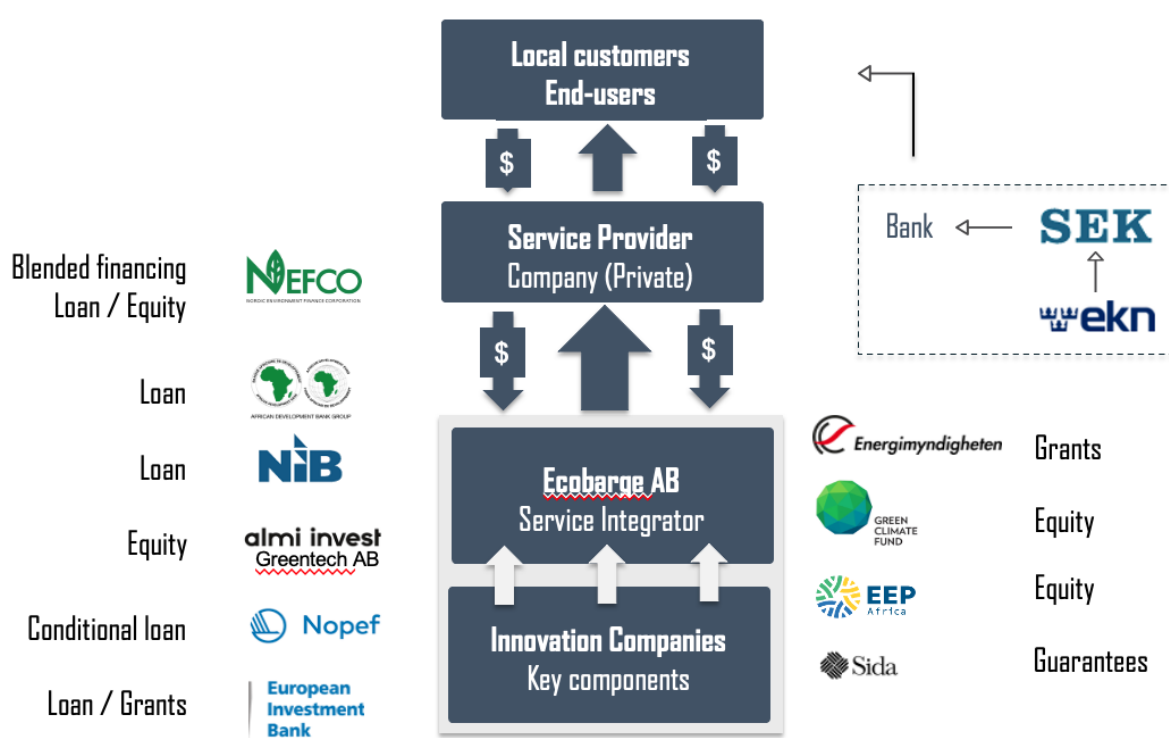 Local customers
End-users
$
$
Service Provider
Company (Private)
Bank
SEK
ekn
$
$
Blended financing
Loan / Equity
NEFCO
NORDIC ENVIRONMENT FINANCE CORPORATION
Loan
AFRICAN DEVELOPMENT BANK GROUP
Loan
NiB
Equity
almi invest
Greentech AB
Conditional loan
Nopef
Loan / Grants
European
Investment
Bank
Ecobarge AB
Service Integrator
Innovation Companies
Key components
Energimyndigheten
Grants
GREEN
CLIMATE
FUND
Equity
EEP
Africa
Equity
Sida
Guarantees